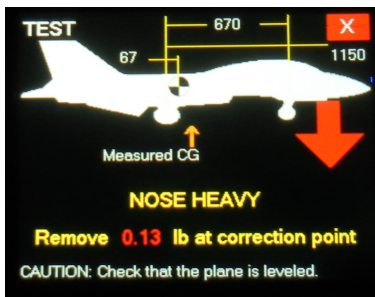 TEST
670
X
67
1150
Measured CG
NOSE HEAVY
Remove 0.13 lb at correction point
CAUTION: Check that the plane is leveled.